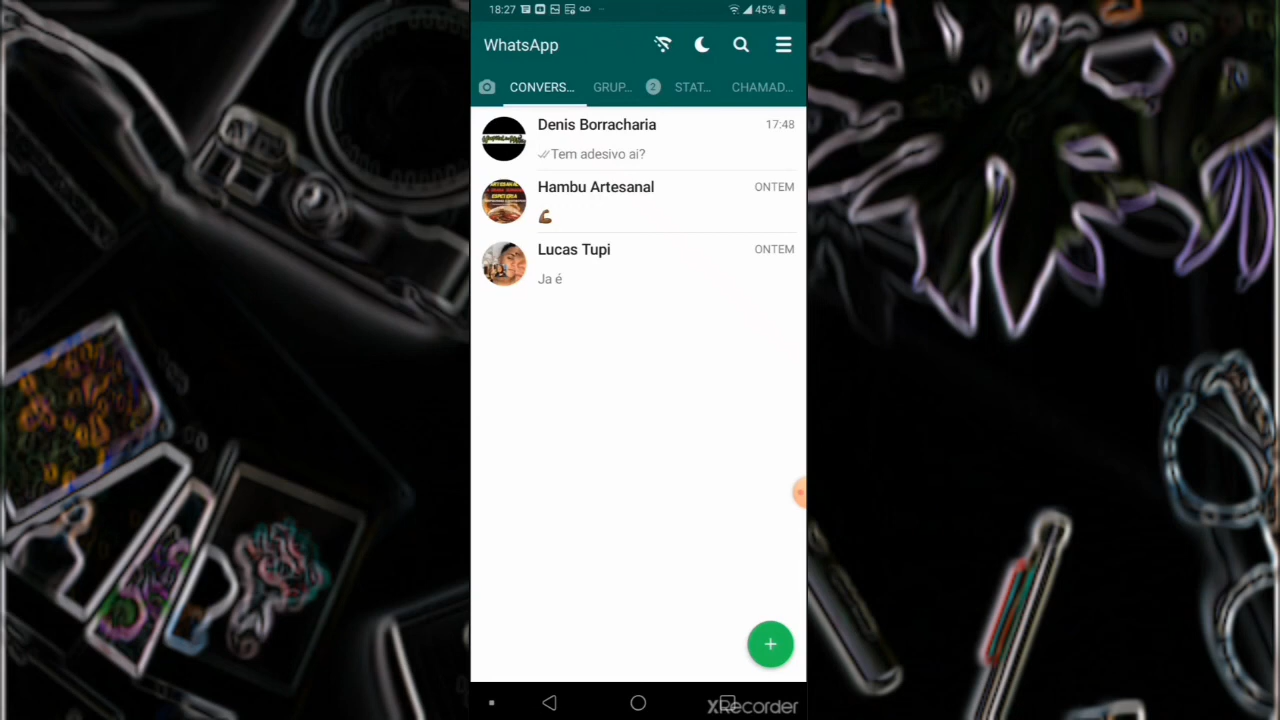 18:27
45%
WhatsApp
CONVERS...
GRUP...
2
STAT...
CHAMAD...
Denis Borracharia
17:48
Tem adesivo ai?
Hambu Artesanal
ONTEM
Lucas Tupi
ONTEM
Ja é
XRecorder